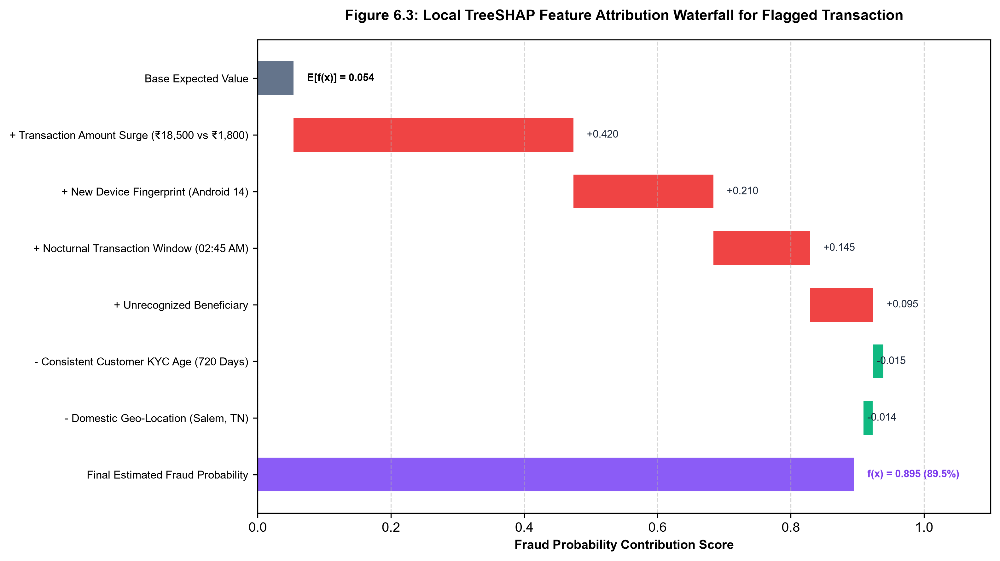 Figure 6.3: Local TreeSHAP Feature Attribution Waterfall for Flagged Transaction
Base Expected Value
E[f(x)] = 0.054
+ Transaction Amount Surge (₹18,500 vs ₹1,800)
+0.420
+ New Device Fingerprint (Android 14)
+0.210
+ Nocturnal Transaction Window (02:45 AM)
+0.145
+ Unrecognized Beneficiary
+0.095
- Consistent Customer KYC Age (720 Days)
-0.015
- Domestic Geo-Location (Salem, TN)
-0.014
Final Estimated Fraud Probability
f(x) = 0.895 (89.5%)
0.0 0.2 0.4 0.6 0.8 1.0
Fraud Probability Contribution Score